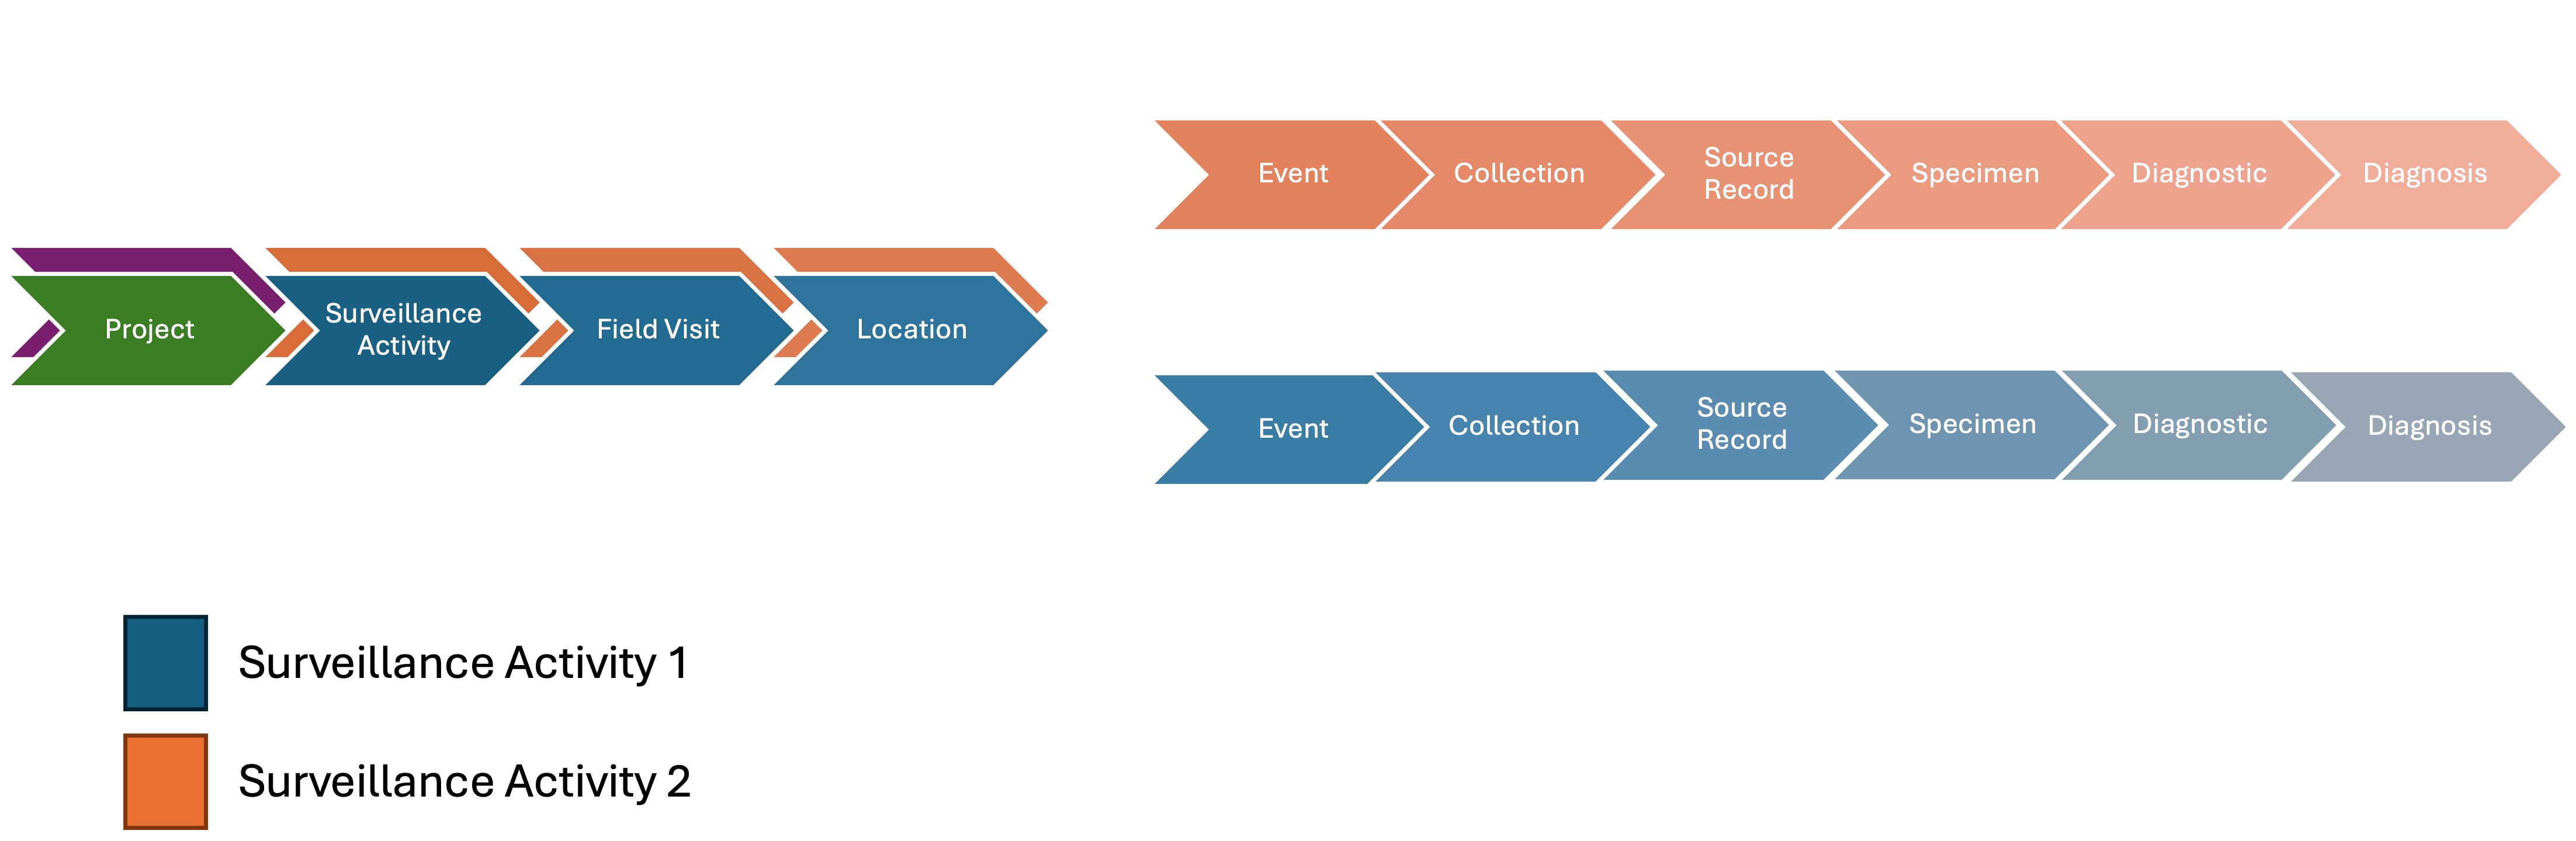 Event
Collection
Source
Record
Specimen
Diagnostic
Diagnosis
Project
Surveillance
Activity
Field Visit
Location
Event
Collection
Source
Record
Specimen
Diagnostic
Diagnosis
Surveillance Activity 1
Surveillance Activity 2